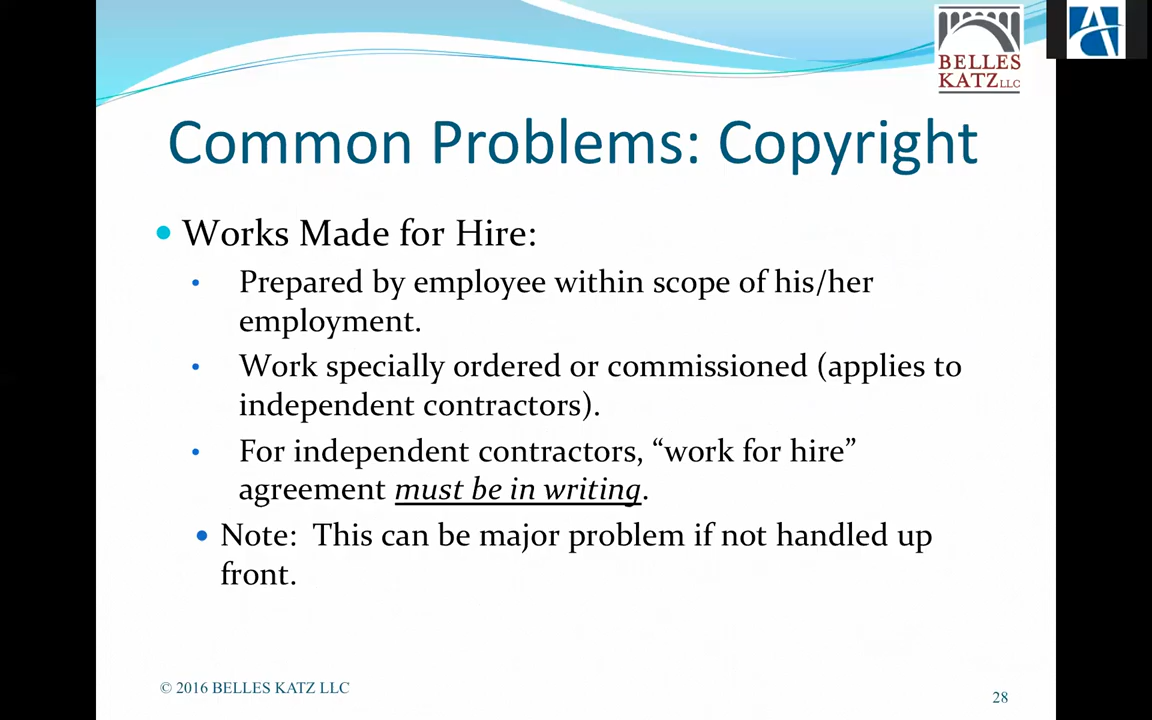 BELLES
KATZ LLC
Common Problems: Copyright
Works Made for Hire:
Prepared by employee within scope of his/her
employment.
Work specially ordered or commissioned (applies to
independent contractors).
For independent contractors, “work for hire”
agreement must be in writing.
Note: This can be major problem if not handled up
front.
© 2016 BELLES KATZ LLC
28